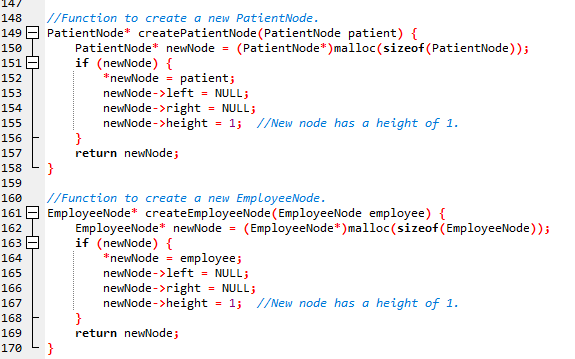 147
148 //Function to create a new PatientNode.
149 PatientNode* createPatientNode(PatientNode patient) {
150     PatientNode* newNode = (PatientNode*)malloc(sizeof(PatientNode));
151     if (newNode) {
152         *newNode = patient;
153         newNode->left = NULL;
154         newNode->right = NULL;
155         newNode->height = 1;  //New node has a height of 1.
156     }
157     return newNode;
158 }
159
160 //Function to create a new EmployeeNode.
161 EmployeeNode* createEmployeeNode(EmployeeNode employee) {
162     EmployeeNode* newNode = (EmployeeNode*)malloc(sizeof(EmployeeNode));
163     if (newNode) {
164         *newNode = employee;
165         newNode->left = NULL;
166         newNode->right = NULL;
167         newNode->height = 1;  //New node has a height of 1.
168     }
169     return newNode;
170 }